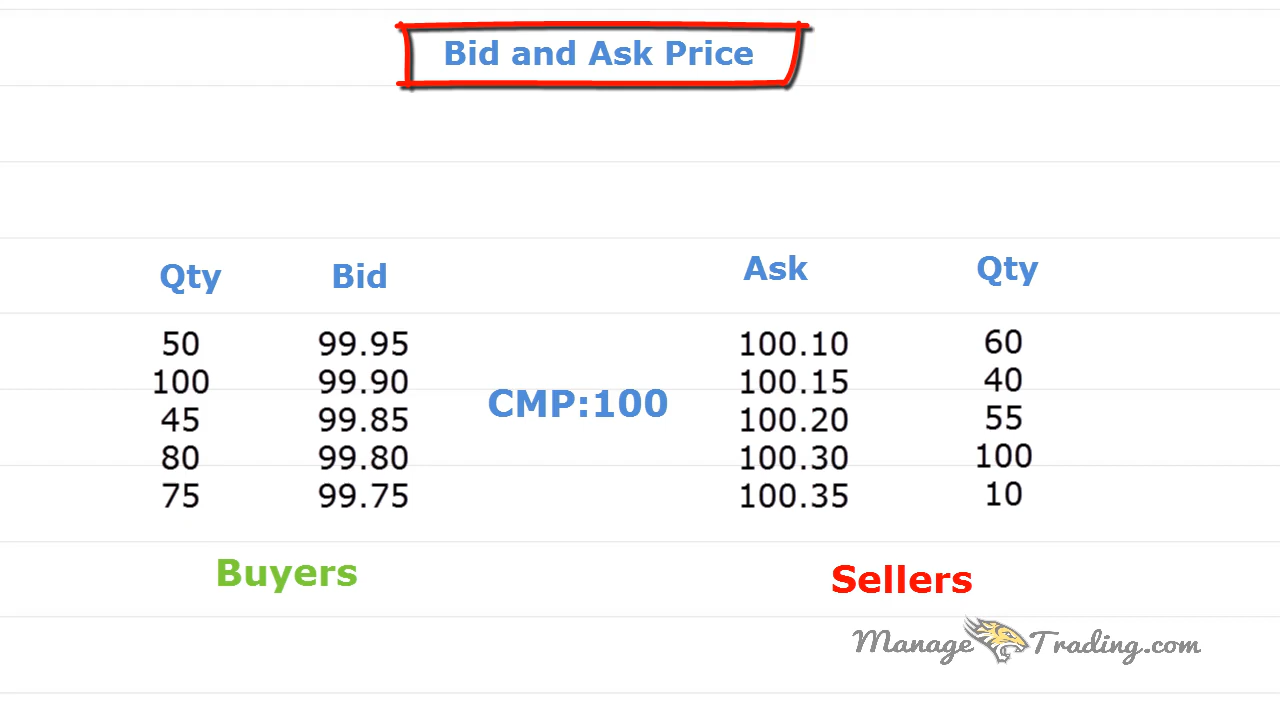 Bid and Ask Price
Qty Bid Ask Qty
50 99.95 100.10 60
100 99.90 100.15 40
CMP:100
45 99.85 100.20 55
80 99.80 100.30 100
75 99.75 100.35 10
Buyers Sellers
ManageTrading.com